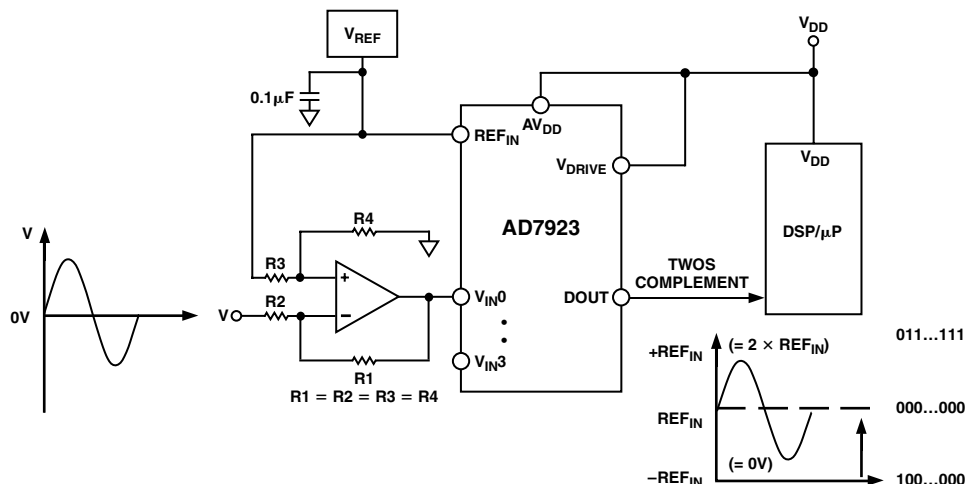 V_REF
0.1µF
V_DD
REF_IN
AV_DD
V_DRIVE
V_DD
AD7923
DSP/µP
V
R4
R3
0V
V
R2
V_IN0
DOUT
TWOS
COMPLEMENT
V_IN3
R1
R1 = R2 = R3 = R4
+REF_IN
(= 2 × REF_IN)
011…111
REF_IN
000…000
(= 0V)
–REF_IN
100…000